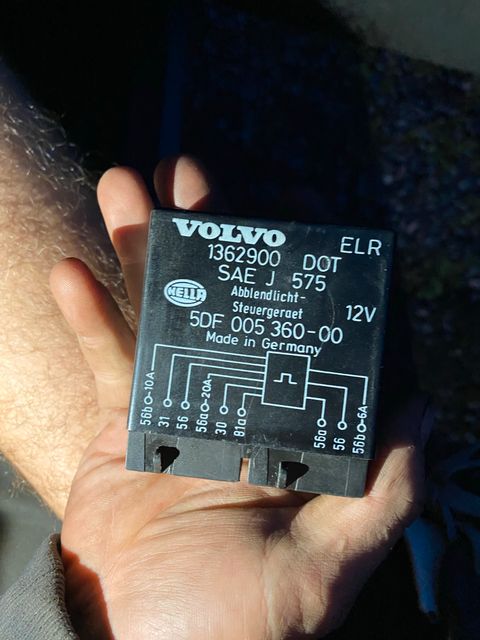 VOLVO
ELR
1362900 DOT
SAE J 575
HELLA
Abblendlicht-
Steuergeraet
12V
5DF 005 360-00
Made in Germany
56b 10A
31
56
56a 20A
30
81a
56a
56
56b 6A